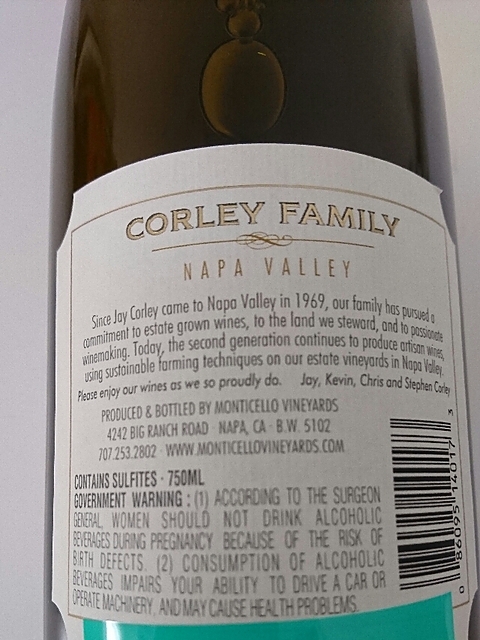 CORLEY FAMILY
NAPA VALLEY
Since Jay Corley came to Napa Valley in 1969, our family has pursued a
commitment to estate grown wines, to the land we steward, and to passionate
winemaking. Today, the second generation continues to produce artisan wines,
using sustainable farming techniques on our estate vineyards in Napa Valley.
Please enjoy our wines as we so proudly do. Jay, Kevin, Chris and Stephen Corley
PRODUCED & BOTTLED BY MONTICELLO VINEYARDS
4242 BIG RANCH ROAD · NAPA, CA · B.W. 5102
707.253.2802 · WWW.MONTICELLOVINEYARDS.COM
CONTAINS SULFITES · 750ML
GOVERNMENT WARNING : (1) ACCORDING TO THE SURGEON
GENERAL, WOMEN SHOULD NOT DRINK ALCOHOLIC
BEVERAGES DURING PREGNANCY BECAUSE OF THE RISK OF
BIRTH DEFECTS. (2) CONSUMPTION OF ALCOHOLIC
BEVERAGES IMPAIRS YOUR ABILITY TO DRIVE A CAR OR
OPERATE MACHINERY, AND MAY CAUSE HEALTH PROBLEMS.
0 86095 14017 3